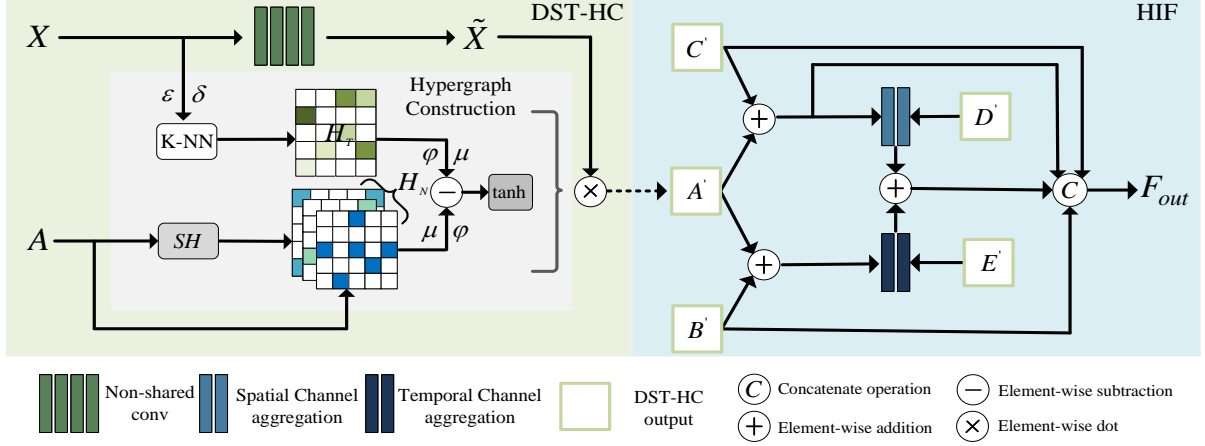 DST-HC
HIF
X
X̃
C'
Hypergraph
Construction
ε δ
K-NN
H_T
φ μ
D'
H_N
−
tanh
×
A'
+
+
C
F_out
A
SH
μ φ
+
E'
B'
Non-shared
conv
Spatial Channel
aggregation
Temporal Channel
aggregation
DST-HC
output
C Concatenate operation
+ Element-wise addition
− Element-wise subtraction
× Element-wise dot